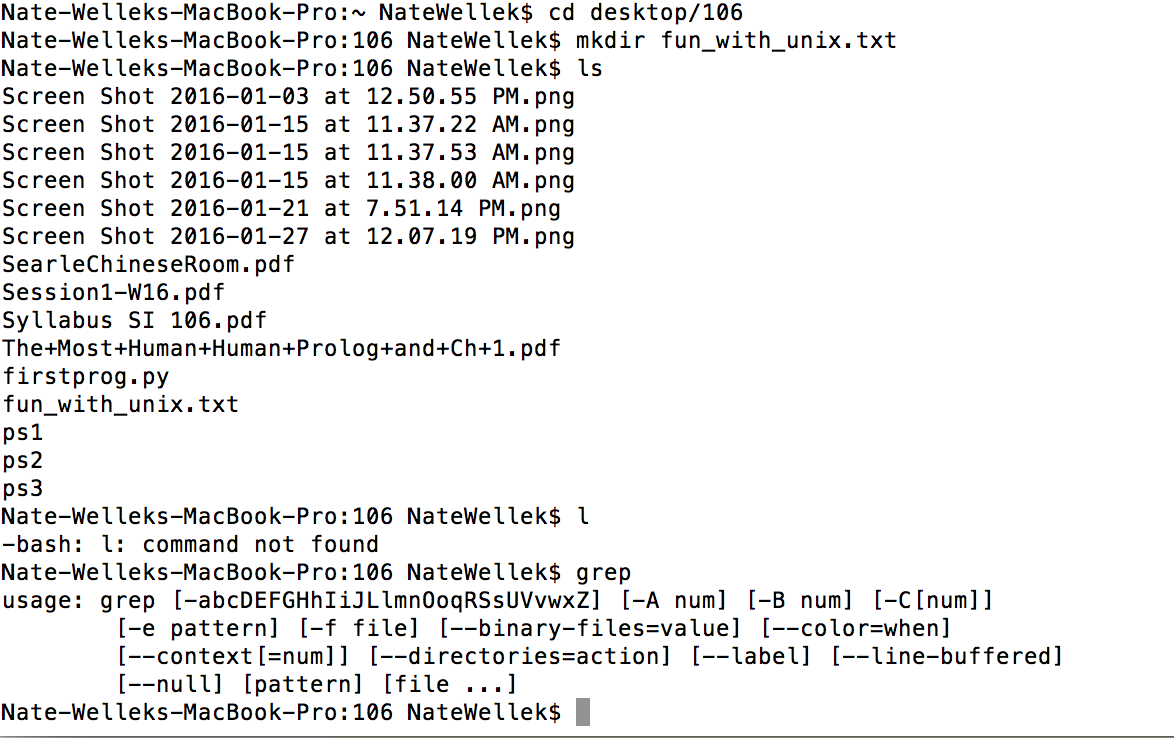 Nate-Welleks-MacBook-Pro:~ NateWellek$ cd desktop/106
Nate-Welleks-MacBook-Pro:106 NateWellek$ mkdir fun_with_unix.txt
Nate-Welleks-MacBook-Pro:106 NateWellek$ ls
Screen Shot 2016-01-03 at 12.50.55 PM.png
Screen Shot 2016-01-15 at 11.37.22 AM.png
Screen Shot 2016-01-15 at 11.37.53 AM.png
Screen Shot 2016-01-15 at 11.38.00 AM.png
Screen Shot 2016-01-21 at 7.51.14 PM.png
Screen Shot 2016-01-27 at 12.07.19 PM.png
SearleChineseRoom.pdf
Session1-W16.pdf
Syllabus SI 106.pdf
The+Most+Human+Human+Prolog+and+Ch+1.pdf
firstprog.py
fun_with_unix.txt
ps1
ps2
ps3
Nate-Welleks-MacBook-Pro:106 NateWellek$ l
-bash: l: command not found
Nate-Welleks-MacBook-Pro:106 NateWellek$ grep
usage: grep [-abcDEFGHhIiJLlmnOoqRSsUVvwxZ] [-A num] [-B num] [-C[num]]
        [-e pattern] [-f file] [--binary-files=value] [--color=when]
        [--context[=num]] [--directories=action] [--label] [--line-buffered]
        [--null] [pattern] [file ...]
Nate-Welleks-MacBook-Pro:106 NateWellek$